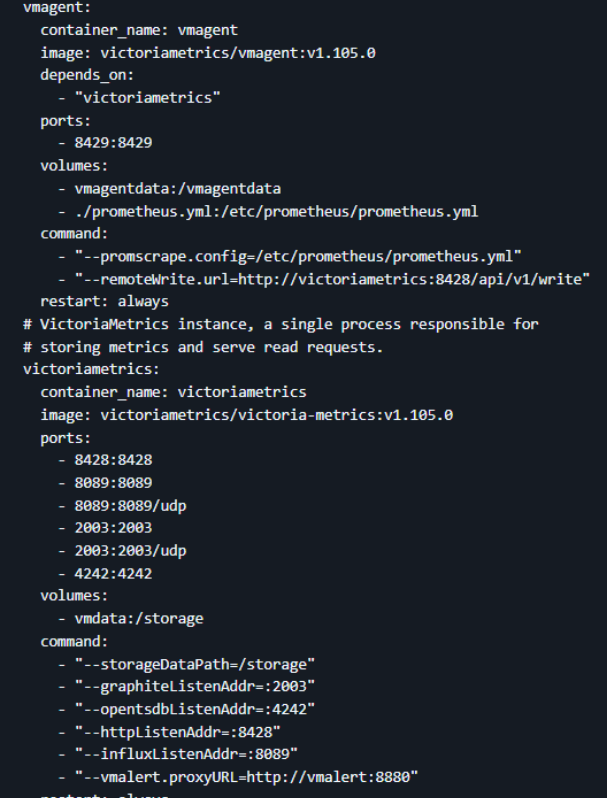 vmagent:
  container_name: vmagent
  image: victoriametrics/vmagent:v1.105.0
  depends_on:
    - "victoriametrics"
  ports:
    - 8429:8429
  volumes:
    - vmagentdata:/vmagentdata
    - ./prometheus.yml:/etc/prometheus/prometheus.yml
  command:
    - "--promscrape.config=/etc/prometheus/prometheus.yml"
    - "--remoteWrite.url=http://victoriametrics:8428/api/v1/write"
  restart: always
# VictoriaMetrics instance, a single process responsible for
# storing metrics and serve read requests.
victoriametrics:
  container_name: victoriametrics
  image: victoriametrics/victoria-metrics:v1.105.0
  ports:
    - 8428:8428
    - 8089:8089
    - 8089:8089/udp
    - 2003:2003
    - 2003:2003/udp
    - 4242:4242
  volumes:
    - vmdata:/storage
  command:
    - "--storageDataPath=/storage"
    - "--graphiteListenAddr=:2003"
    - "--opentsdbListenAddr=:4242"
    - "--httpListenAddr=:8428"
    - "--influxListenAddr=:8089"
    - "--vmalert.proxyURL=http://vmalert:8880"
  restart: always